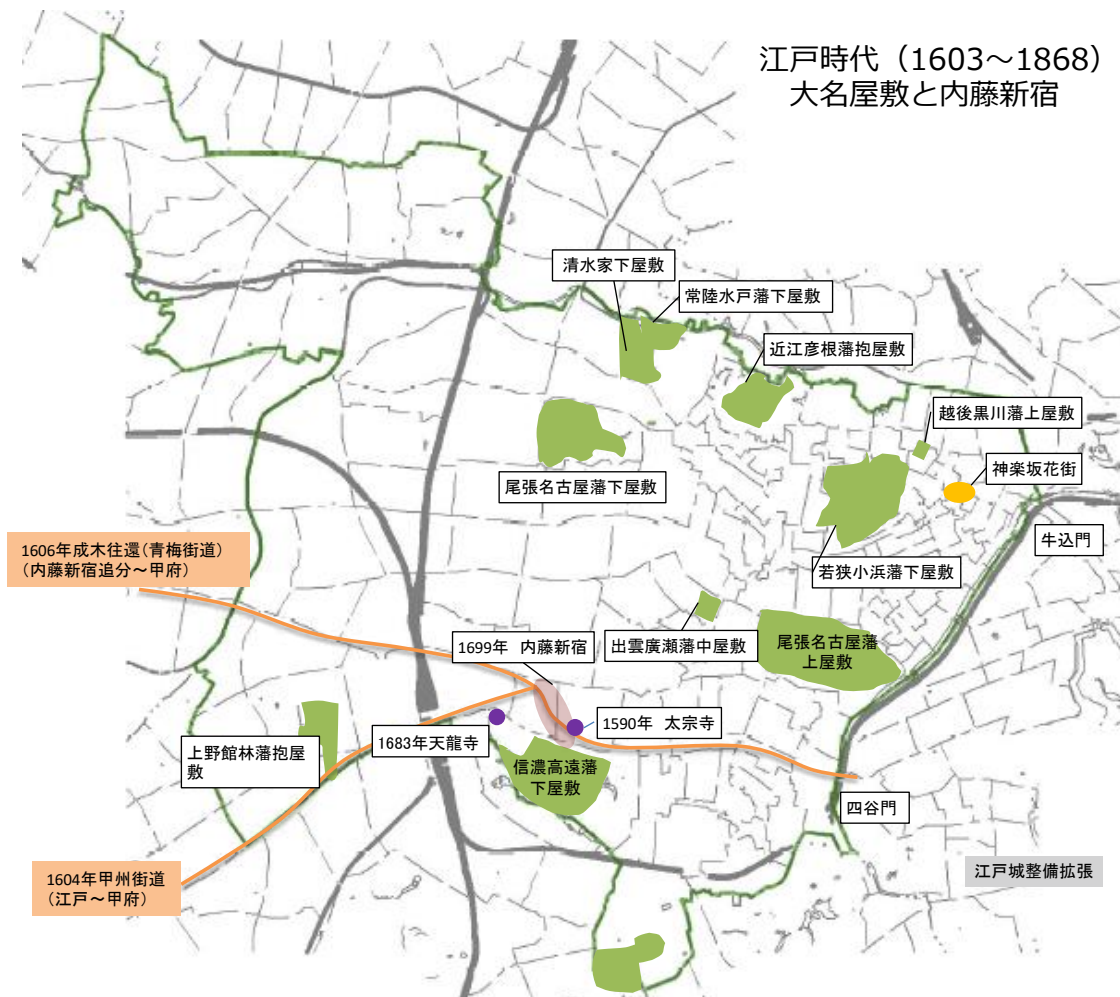 江戸時代（1603～1868）
大名屋敷と内藤新宿
清水家下屋敷
常陸水戸藩下屋敷
近江彦根藩抱屋敷
越後黒川藩上屋敷
神楽坂花街
尾張名古屋藩下屋敷
牛込門
1606年成木往還（青梅街道）
（内藤新宿追分～甲府）
若狭小浜藩下屋敷
1699年　内藤新宿
出雲廣瀬藩中屋敷
尾張名古屋藩
上屋敷
1590年　太宗寺
1683年天龍寺
上野館林藩抱屋
敷
信濃高遠藩
下屋敷
四谷門
江戸城整備拡張
1604年甲州街道
（江戸～甲府）